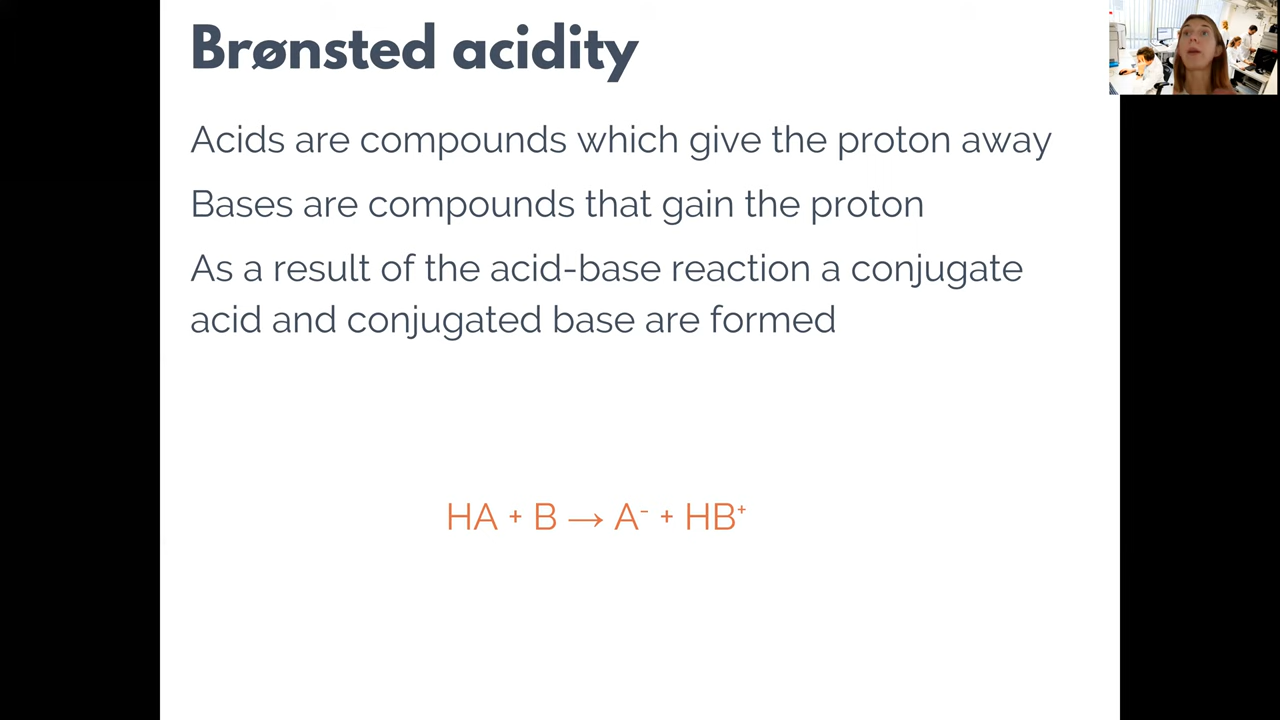 Brønsted acidity
Acids are compounds which give the proton away
Bases are compounds that gain the proton
As a result of the acid-base reaction a conjugate
acid and conjugated base are formed
HA + B → A⁻ + HB⁺